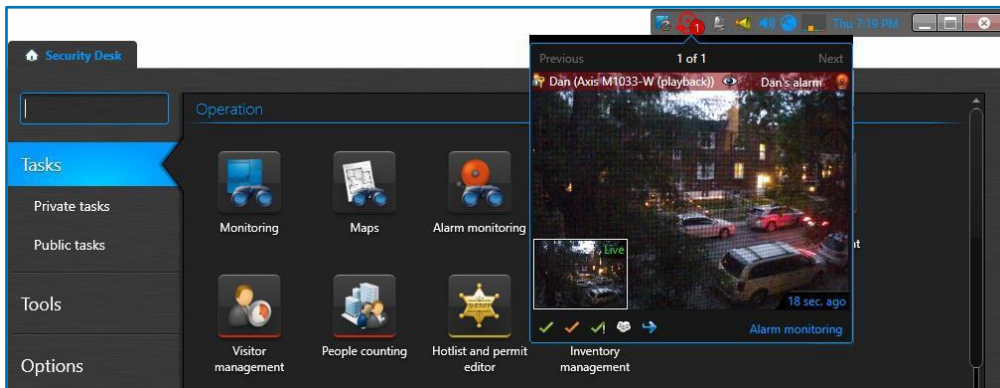 1
Thu 7:19 PM
Security Desk
Previous
1 of 1
Next
Dan (Axis M1033-W (playback))
Dan's alarm
Operation
Tasks
Private tasks
Public tasks
Monitoring
Maps
Alarm monitoring
Live
18 sec. ago
Alarm monitoring
Tools
SHERIFF
Visitor
management
People counting
Hotlist and permit
editor
Inventory
management
Options